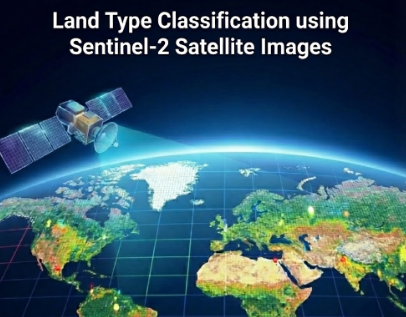 Land Type Classification using
Sentinel-2 Satellite Images